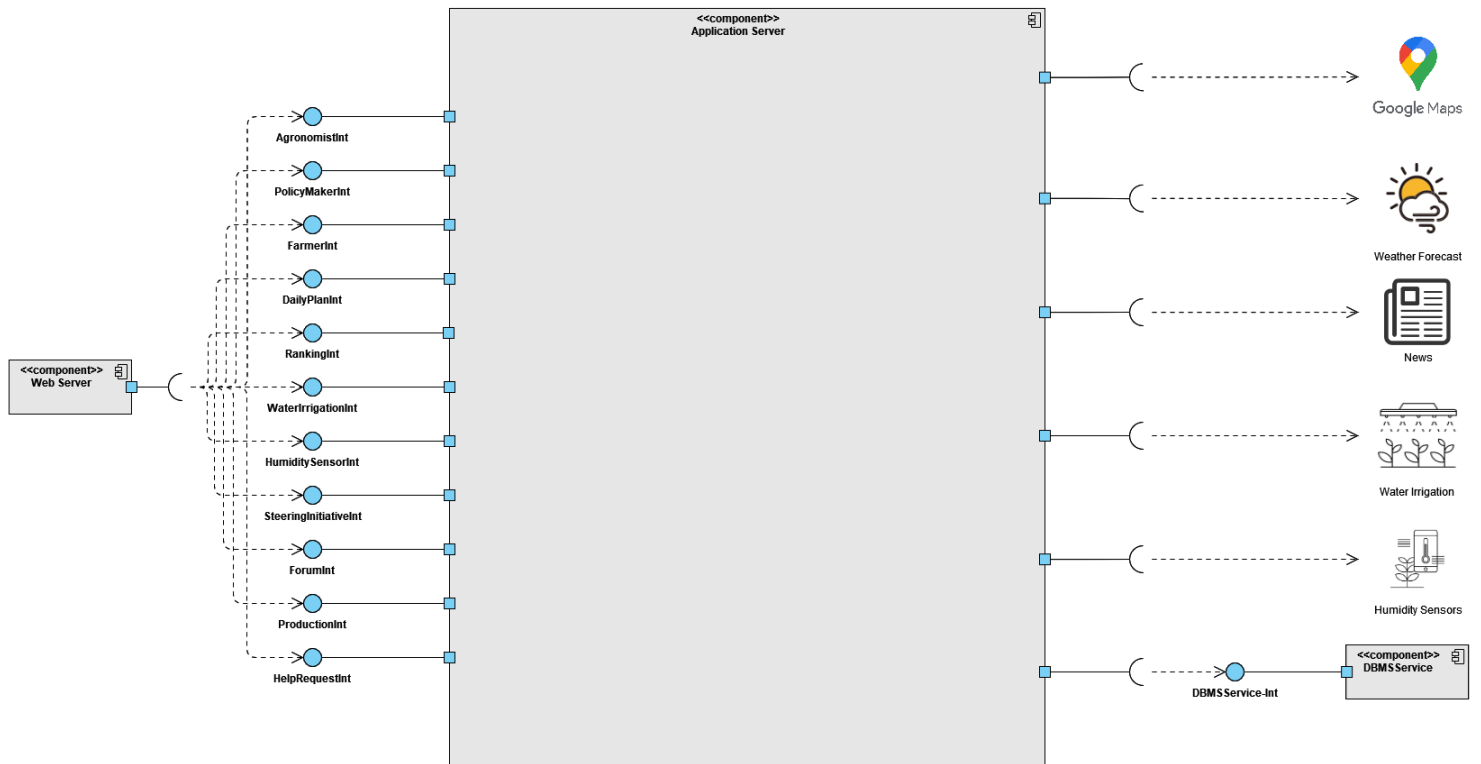 <<component>>
Application Server
Google Maps
AgronomistInt
PolicyMakerInt
FarmerInt
Weather Forecast
DailyPlanInt
RankingInt
News
<<component>>
Web Server
WaterIrrigationInt
HumiditySensorInt
Water Irrigation
SteeringInitiativeInt
ForumInt
Humidity Sensors
ProductionInt
HelpRequestInt
DBMSService-Int
<<component>>
DBMSService